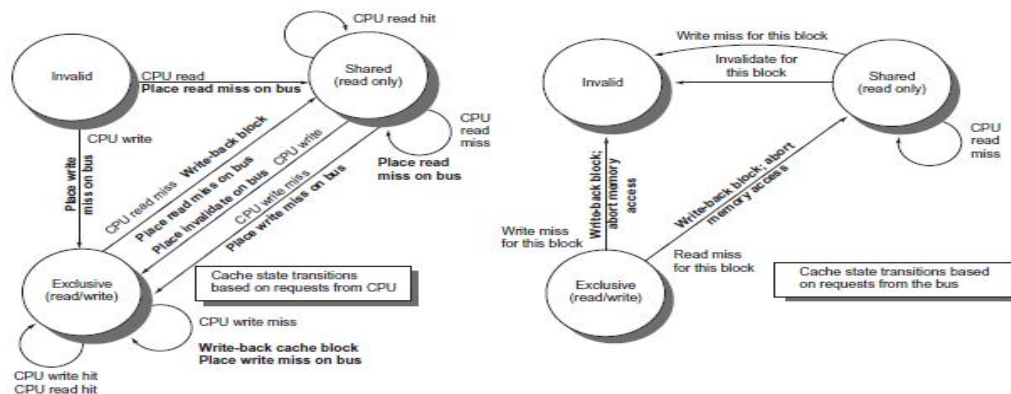 CPU read hit
Invalid
CPU read
Place read miss on bus
Shared
(read only)
CPU write
Place write
miss on bus
CPU read miss Write-back block
Place read miss on bus
Place invalidate on bus CPU write
CPU write miss
Place write miss on bus
CPU
read
miss
Place read
miss on bus
Exclusive
(read/write)
Cache state transitions
based on requests from CPU
CPU write miss
Write-back cache block
Place write miss on bus
CPU write hit
CPU read hit
Write miss for this block
Invalidate for
this block
Invalid
Shared
(read only)
CPU
read
miss
Write-back block;
abort memory
access
Write-back block; abort
memory access
Write miss
for this block
Read miss
for this block
Exclusive
(read/write)
Cache state transitions based
on requests from the bus